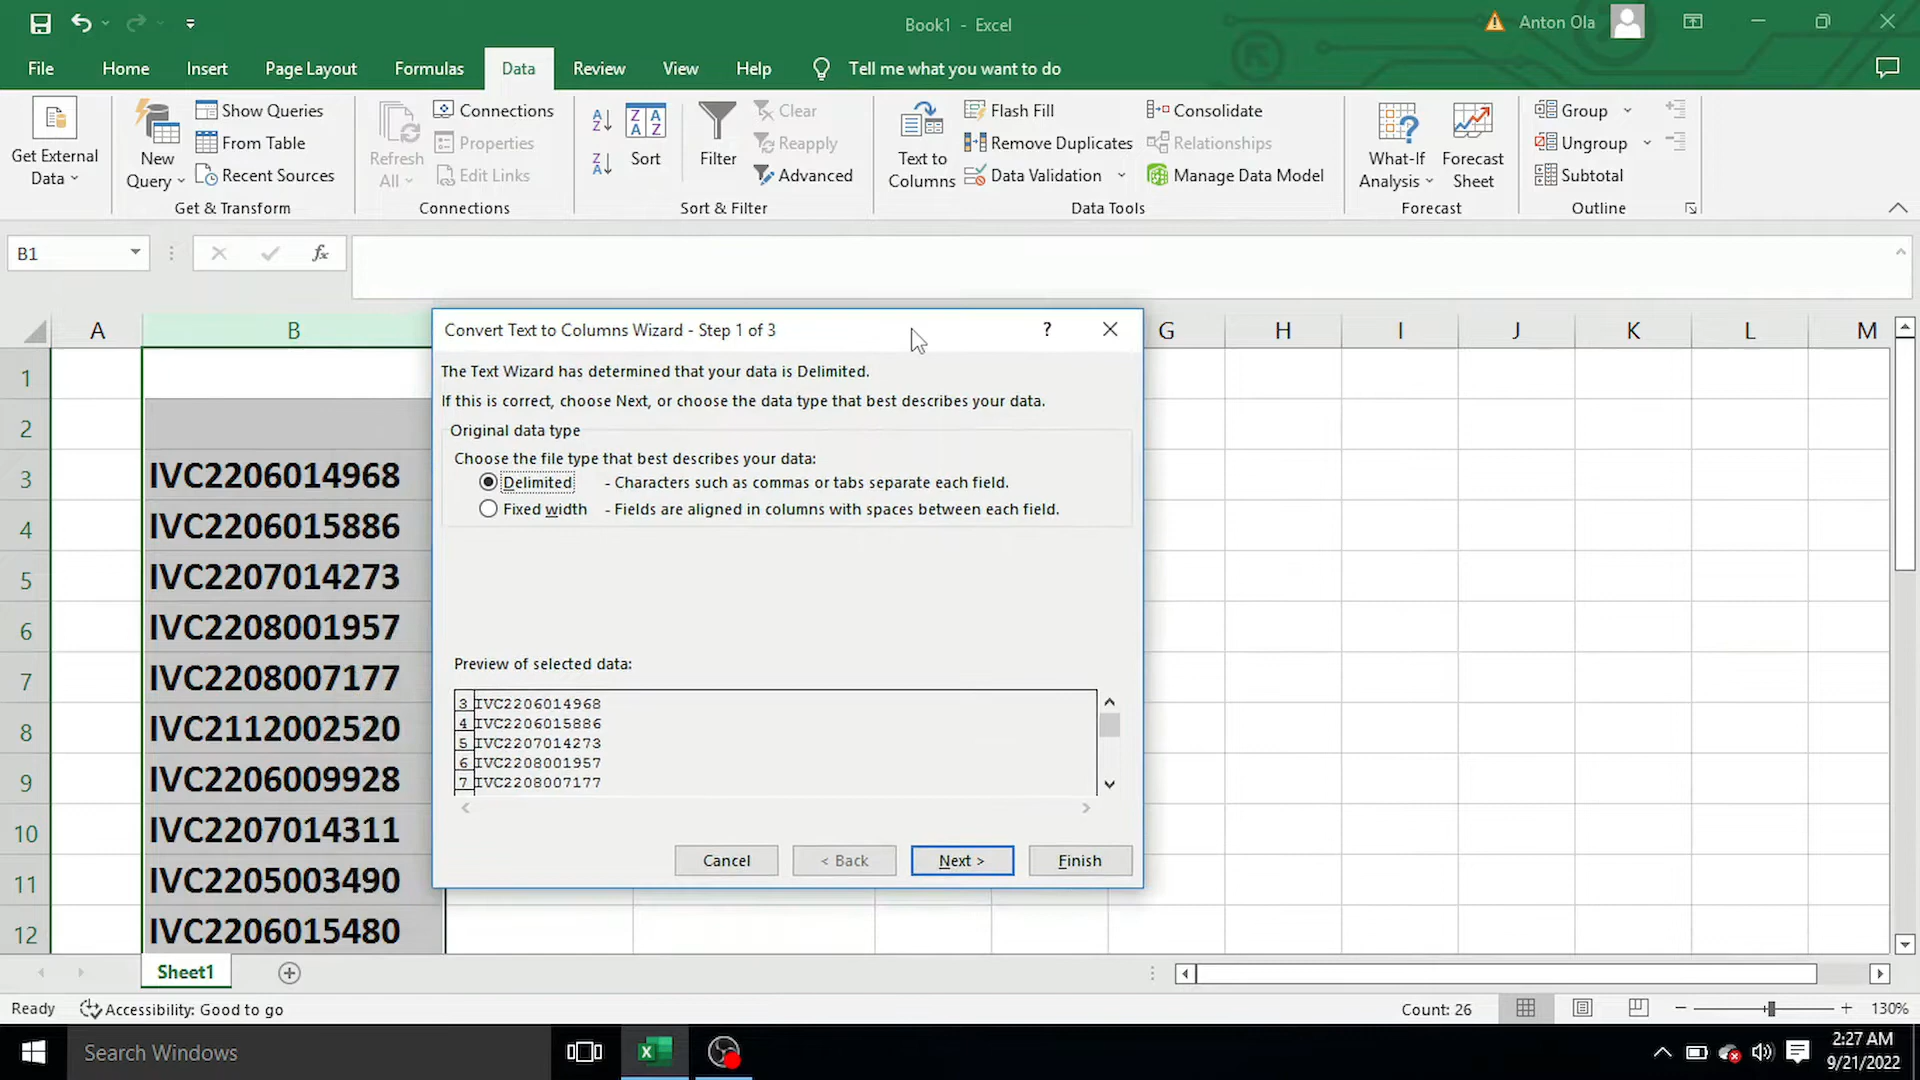 Book1 - Excel
Anton Ola
File Home Insert Page Layout Formulas Data Review View Help Tell me what you want to do
Get External Data
New Query
Show Queries
From Table
Recent Sources
Get & Transform
Refresh All
Connections
Properties
Edit Links
Connections
Sort
Filter
Clear
Reapply
Advanced
Sort & Filter
Text to Columns
Flash Fill
Remove Duplicates
Data Validation
Consolidate
Relationships
Manage Data Model
Data Tools
What-If Analysis
Forecast Sheet
Forecast
Group
Ungroup
Subtotal
Outline
B1
fx
A B G H I J K L M
1
2
3 IVC2206014968
4 IVC2206015886
5 IVC2207014273
6 IVC2208001957
7 IVC2208007177
8 IVC2112002520
9 IVC2206009928
10 IVC2207014311
11 IVC2205003490
12 IVC2206015480
Convert Text to Columns Wizard - Step 1 of 3
?
The Text Wizard has determined that your data is Delimited.
If this is correct, choose Next, or choose the data type that best describes your data.
Original data type
Choose the file type that best describes your data:
Delimited - Characters such as commas or tabs separate each field.
Fixed width - Fields are aligned in columns with spaces between each field.
Preview of selected data:
3 IVC2206014968
4 IVC2206015886
5 IVC2207014273
6 IVC2208001957
7 IVC2208007177
Cancel < Back Next > Finish
Sheet1
Ready Accessibility: Good to go Count: 26 130%
Search Windows
2:27 AM
9/21/2022